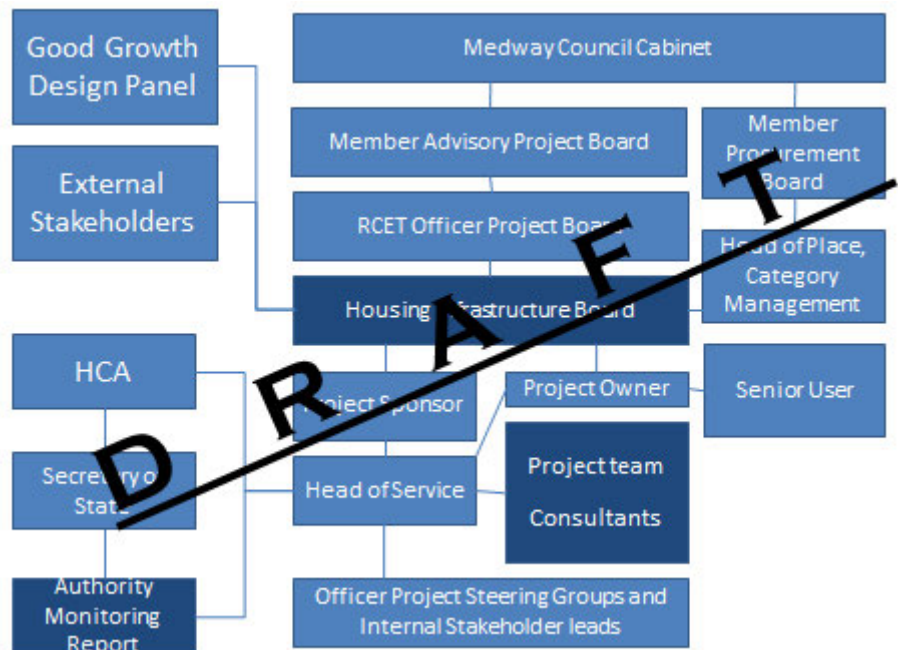 Good Growth
Design Panel
Medway Council Cabinet
Member Advisory Project Board
Member
Procurement
Board
External
Stakeholders
RCET Officer Project Board
Head of Place,
Category
Management
Housing Infrastructure Board
HCA
Project Sponsor
Project Owner
Senior User
Secretary of
State
Head of Service
Project team
Consultants
Authority
Monitoring
Report
Officer Project Steering Groups and
Internal Stakeholder leads
DRAFT